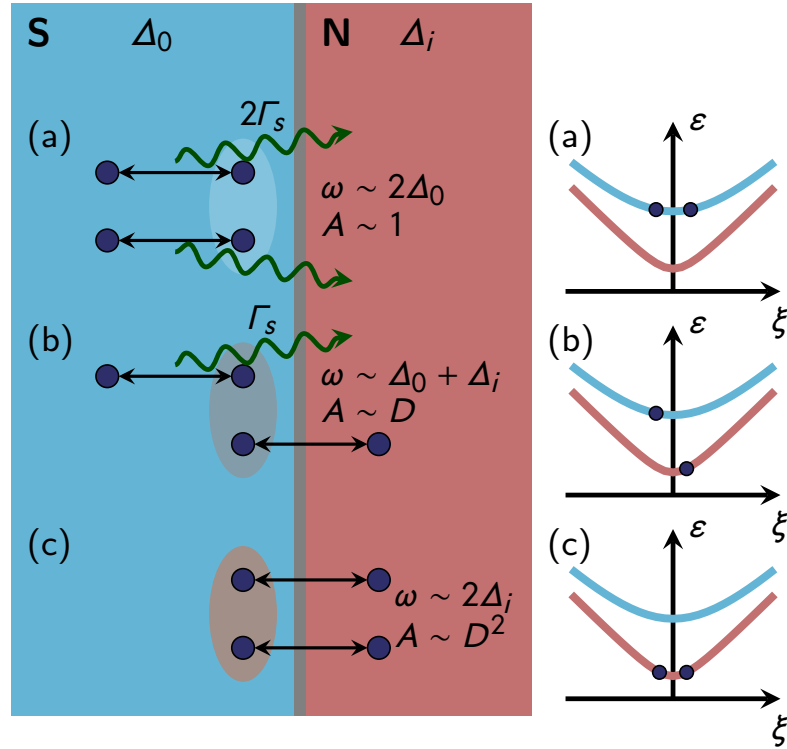 S Δ₀ N Δᵢ
(a) 2Γₛ
ω ∼ 2Δ₀
A ∼ 1
(b) Γₛ
ω ∼ Δ₀ + Δᵢ
A ∼ D
(c)
ω ∼ 2Δᵢ
A ∼ D²
(a) ε
ξ
(b) ε
ξ
(c) ε
ξ